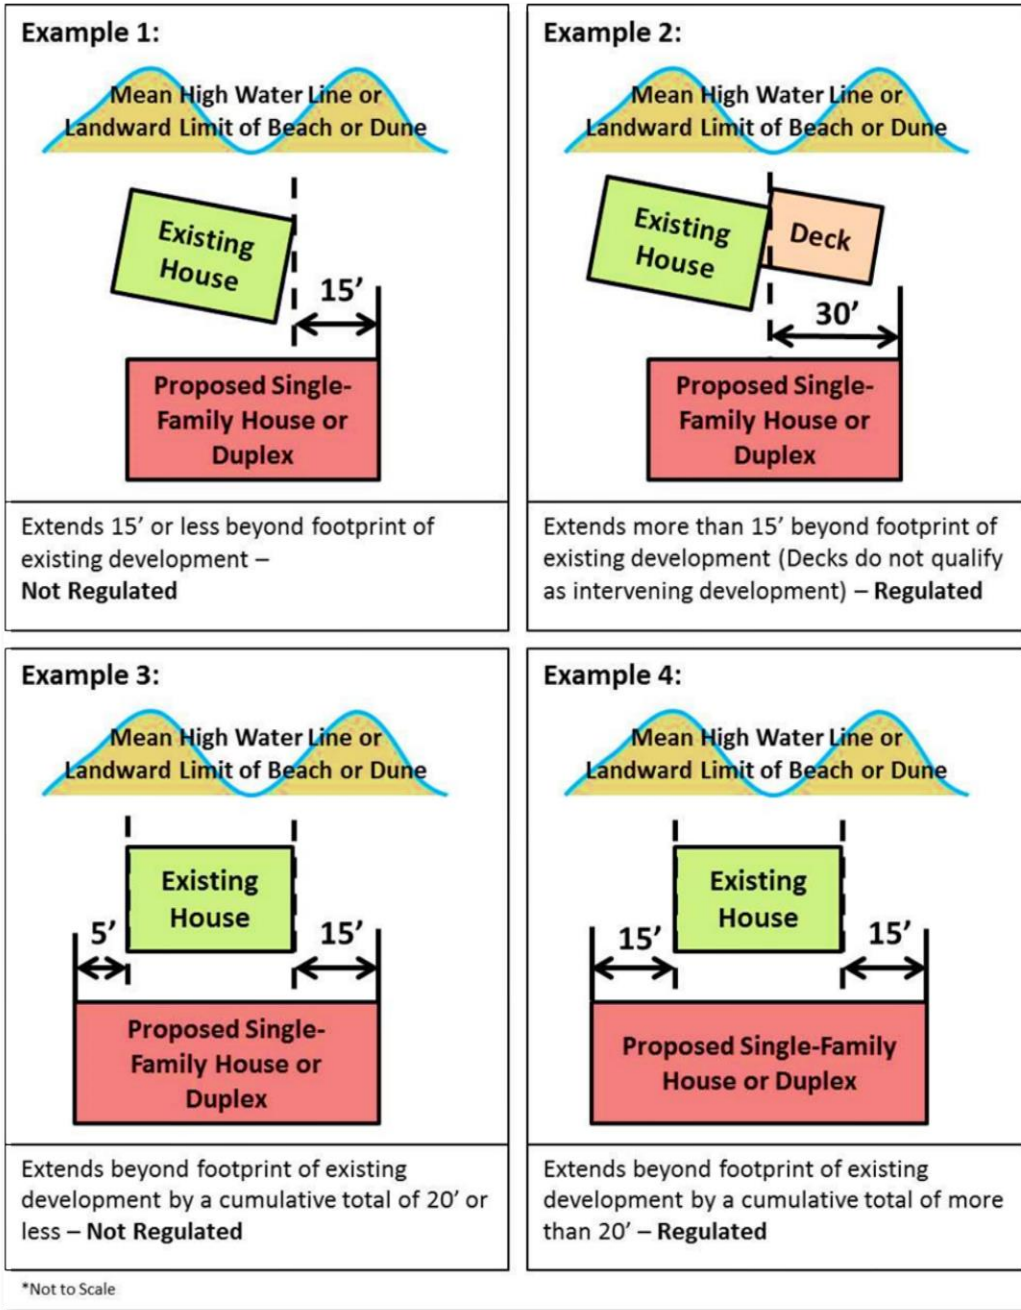 Example 1:
Mean High Water Line or
Landward Limit of Beach or Dune
Existing
House
15’
Proposed Single-
Family House or
Duplex
Extends 15’ or less beyond footprint of
existing development –
Not Regulated
Example 2:
Mean High Water Line or
Landward Limit of Beach or Dune
Existing
House
Deck
30’
Proposed Single-
Family House or
Duplex
Extends more than 15’ beyond footprint of
existing development (Decks do not qualify
as intervening development) – Regulated
Example 3:
Mean High Water Line or
Landward Limit of Beach or Dune
Existing
House
5’
15’
Proposed Single-
Family House or
Duplex
Extends beyond footprint of existing
development by a cumulative total of 20’ or
less – Not Regulated
Example 4:
Mean High Water Line or
Landward Limit of Beach or Dune
Existing
House
15’
15’
Proposed Single-Family
House or Duplex
Extends beyond footprint of existing
development by a cumulative total of more
than 20’ – Regulated
*Not to Scale